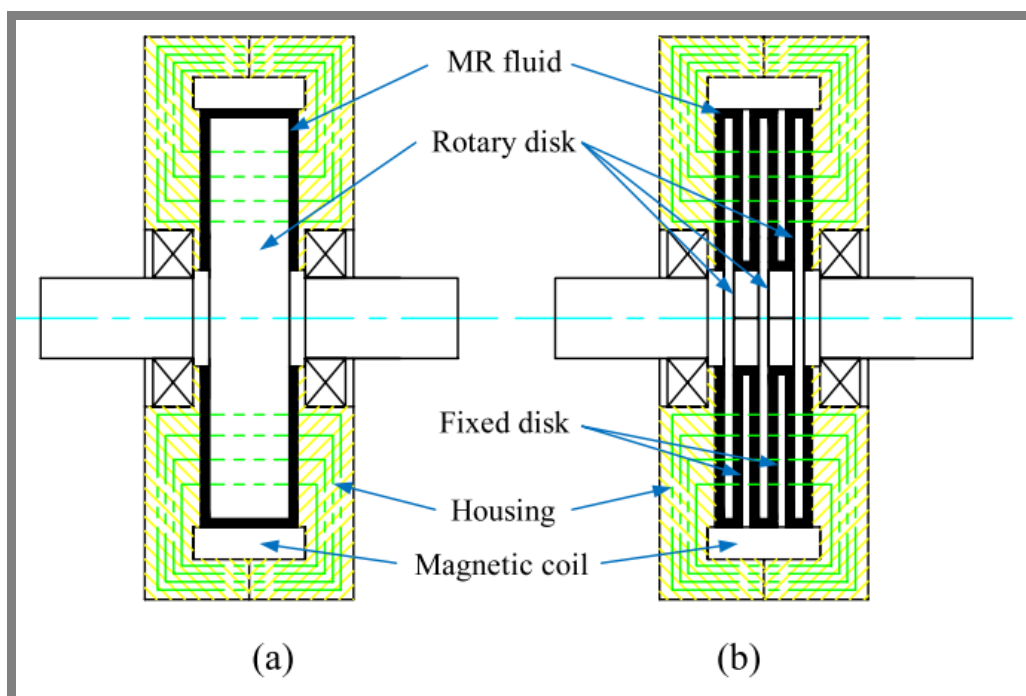 MR fluid
Rotary disk
Fixed disk
Housing
Magnetic coil
(a)
(b)